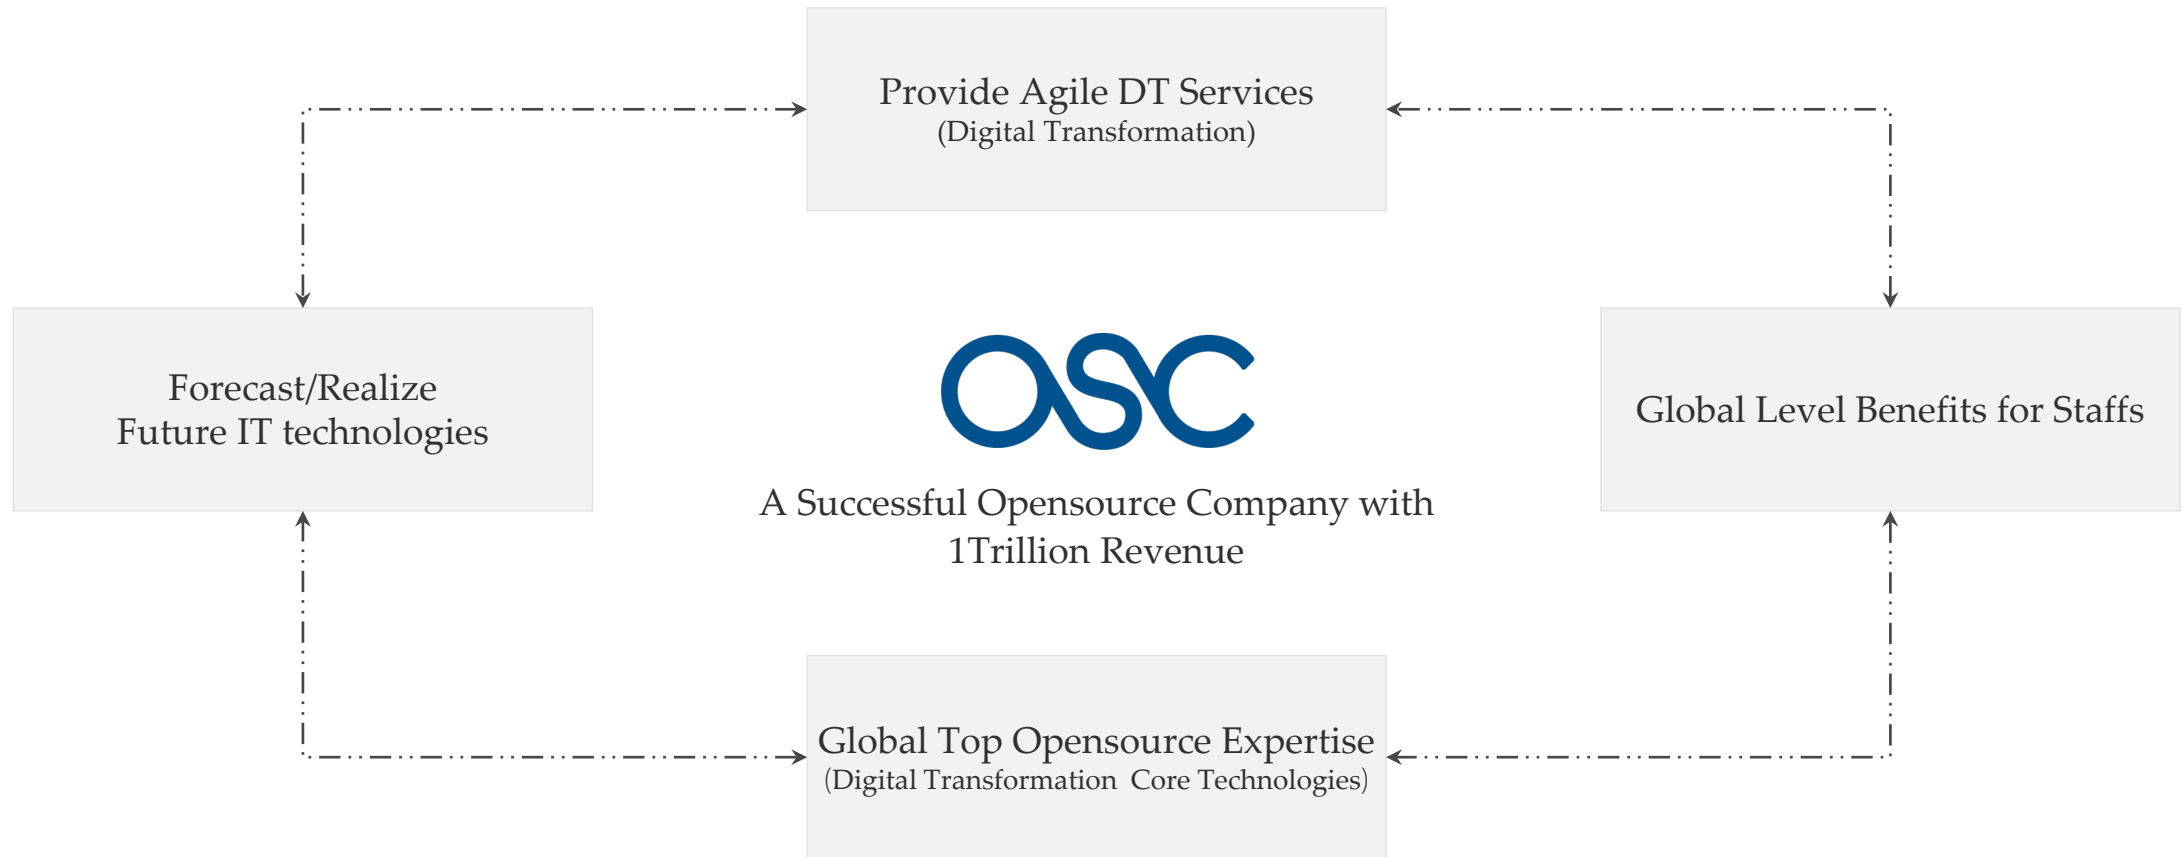 Provide Agile DT Services
(Digital Transformation)
Forecast/Realize
Future IT technologies
OSC
Global Level Benefits for Staffs
A Successful Opensource Company with
1Trillion Revenue
Global Top Opensource Expertise
(Digital Transformation  Core Technologies)